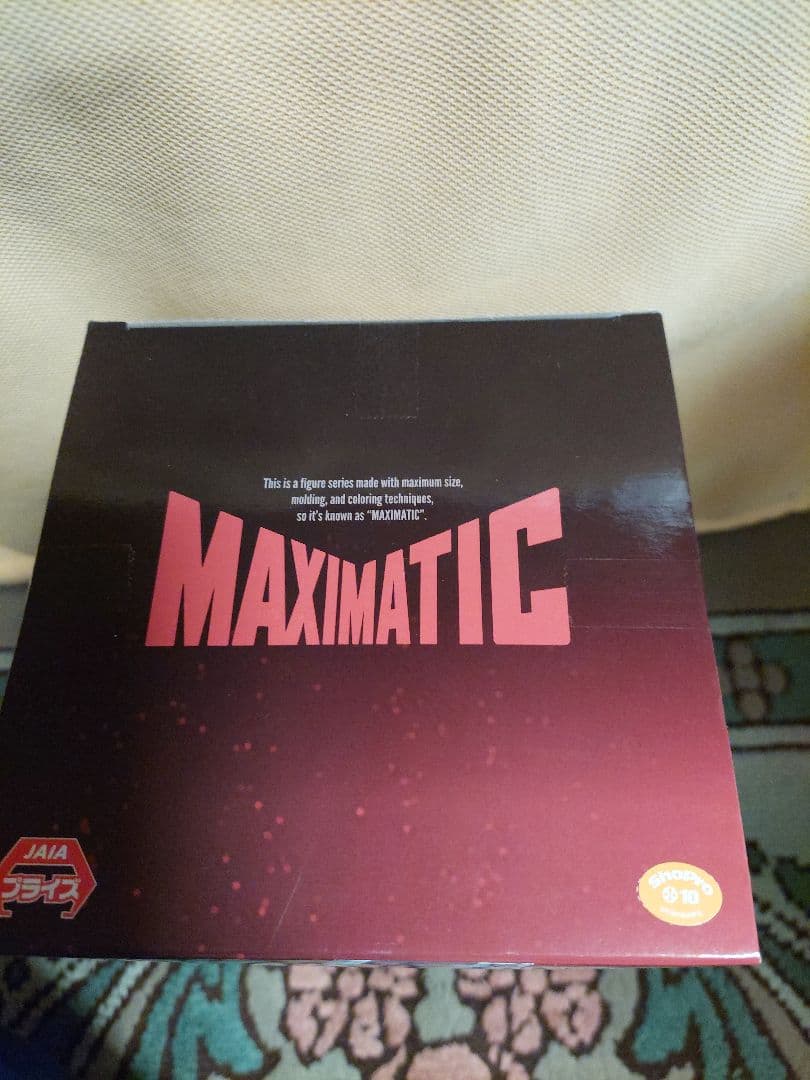 This is a figure series made with maximum size,
molding, and coloring techniques,
so it's known as "MAXIMATIC".
MAXIMATIC
JAIA
プライズ
ShoPro
10